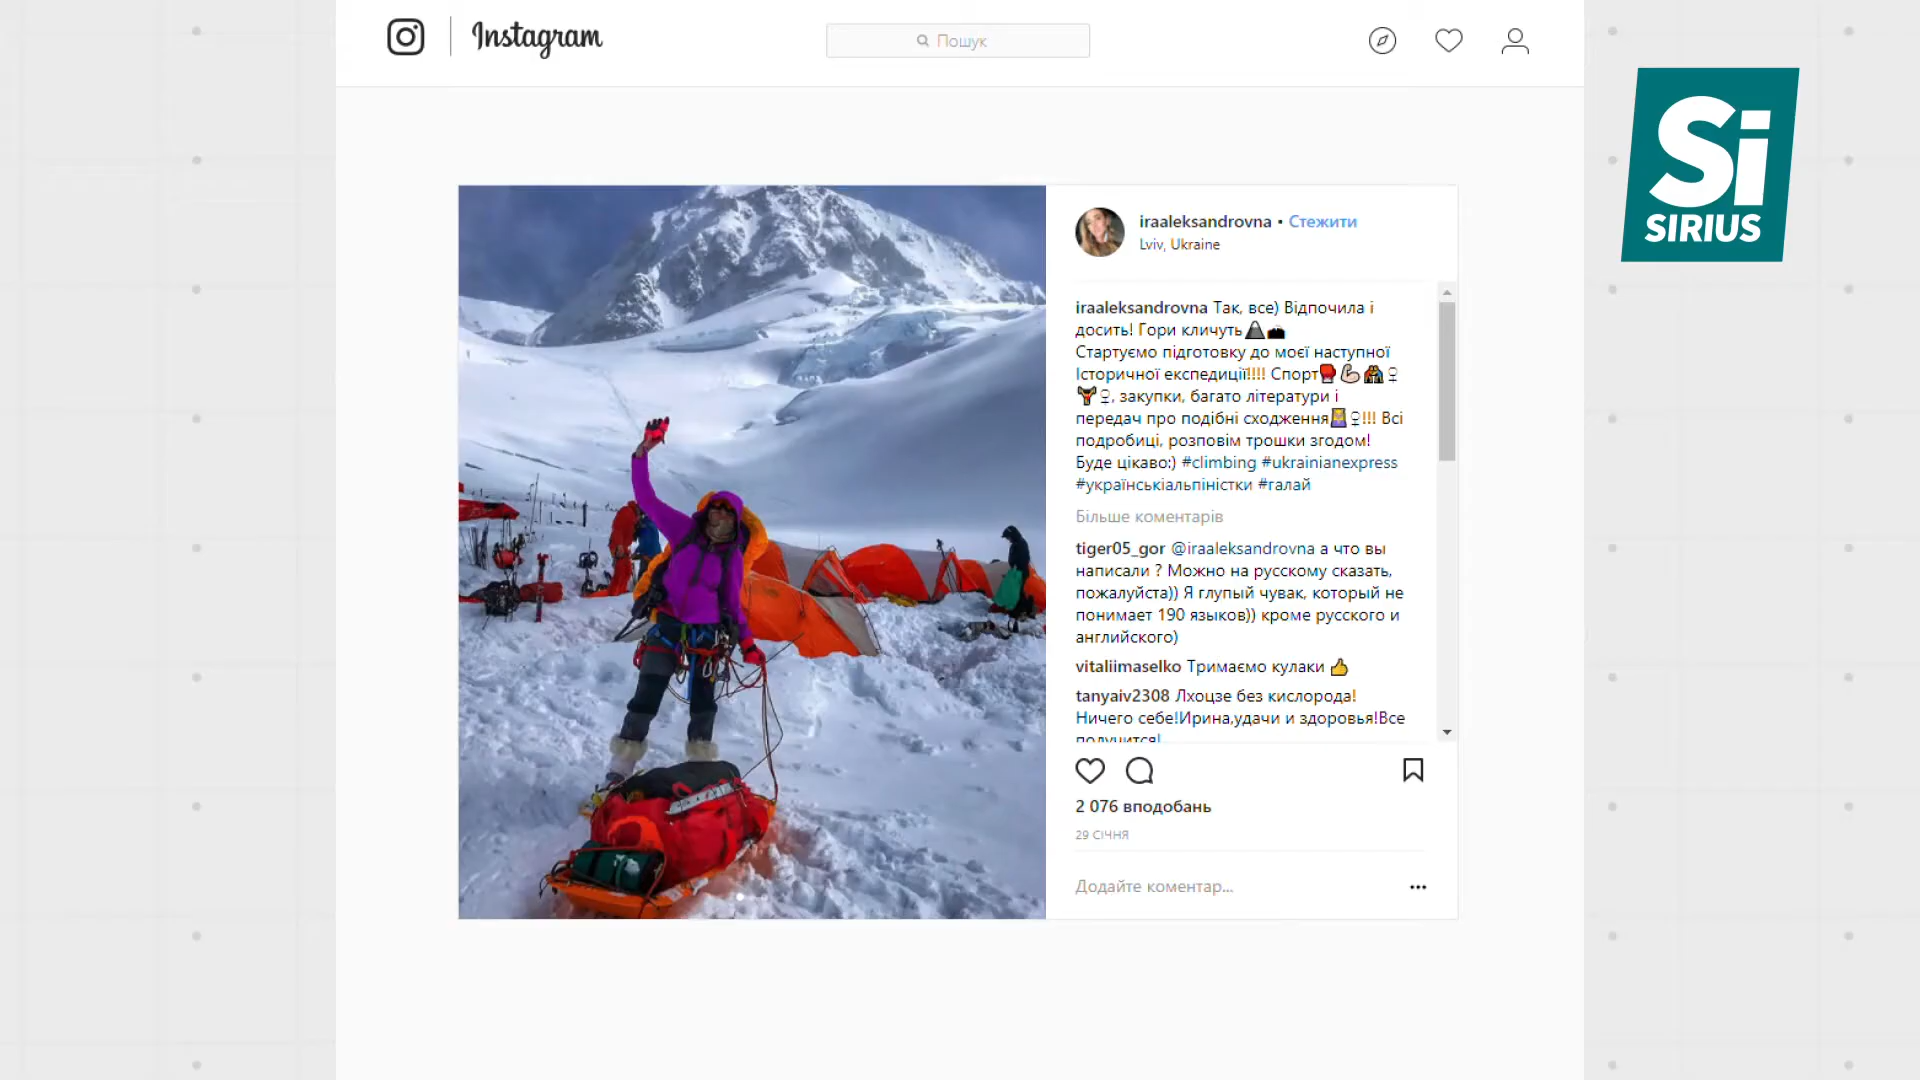 Instagram
Пошук
Si
SIRIUS
iraaleksandrovna • Стежити
Lviv, Ukraine
iraaleksandrovna Так, все) Відпочила і
досить! Гори кличуть
Стартуємо підготовку до моєї наступної
Історичної експедиції!!!! Спорт
, закупки, багато літератури і
передач про подібні сходження!!! Всі
подробиці, розповім трошки згодом!
Буде цікаво:) #climbing #ukrainianexpress
#українськіальпіністки #галай
Більше коментарів
tiger05_gor @iraaleksandrovna а что вы
написали ? Можно на русскому сказать,
пожалуйста)) Я глупый чувак, который не
понимает 190 языков)) кроме русского и
английского)
vitaliimaselko Тримаємо кулаки
tanyaiv2308 Лхоцзе без кислорода!
Ничего себе!Ирина,удачи и здоровья!Все
получится!
2 076 вподобань
29 СІЧНЯ
Додайте коментар...